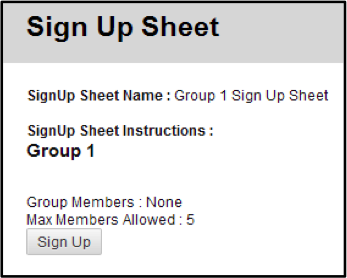 Sign Up Sheet
SignUp Sheet Name : Group 1 Sign Up Sheet
SignUp Sheet Instructions :
Group 1
Group Members : None
Max Members Allowed : 5
Sign Up